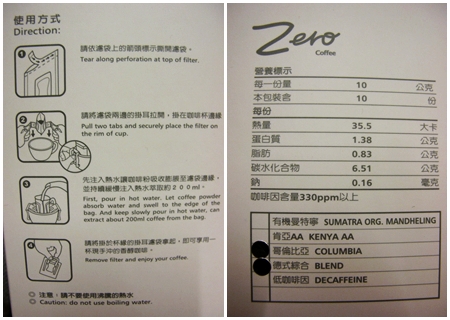 使用方式
Direction:
1
請依濾袋上的箭頭標示撕開濾袋。
Tear along perforation at top of filter.
2
請將濾袋兩邊的掛耳拉開，掛在咖啡杯邊緣
Pull two tabs and securely place the filter on
the rim of cup.
3
先注入熱水讓咖啡粉吸收膨脹至濾袋邊緣，
並持續緩慢注入熱水萃取約２００ml。
First, pour in hot water. Let coffee powder
absorb water and swell to the edge of the
bag. And keep slowly pour in hot water, can
extract about 200ml coffee from the bag.
4
請將掛於杯緣的掛耳濾袋拿起，即可享用一
杯現手沖的香醇咖啡。
Remove filter and enjoy your coffee.
◎ 注意：請不要使用沸騰的熱水
◎ Caution: do not use boiling water.
Zero
Coffee
營養標示
每一份量 10 公克
本包裝含 10 份
每份
熱量 35.5 大卡
蛋白質 1.38 公克
脂肪 0.83 公克
碳水化合物 6.51 公克
鈉 0.16 毫克
咖啡因含量330ppm以上
有機曼特寧 SUMATRA ORG. MANDHELING
肯亞AA KENYA AA
哥倫比亞 COLUMBIA
德式綜合 BLEND
低咖啡因 DECAFFEINE